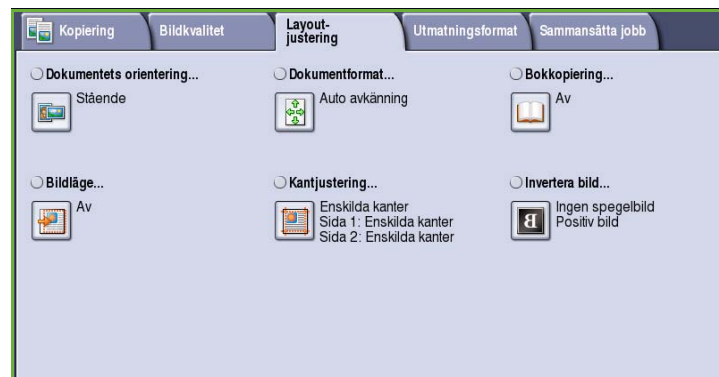 Kopiering
Bildkvalitet
Layout-
justering
Utmatningsformat
Sammansätta jobb
Dokumentets orientering...
Stående
Dokumentformat...
Auto avkänning
Bokkopiering...
Av
Bildläge...
Av
Kantjustering...
Enskilda kanter
Sida 1: Enskilda kanter
Sida 2: Enskilda kanter
Invertera bild...
Ingen spegelbild
Positiv bild